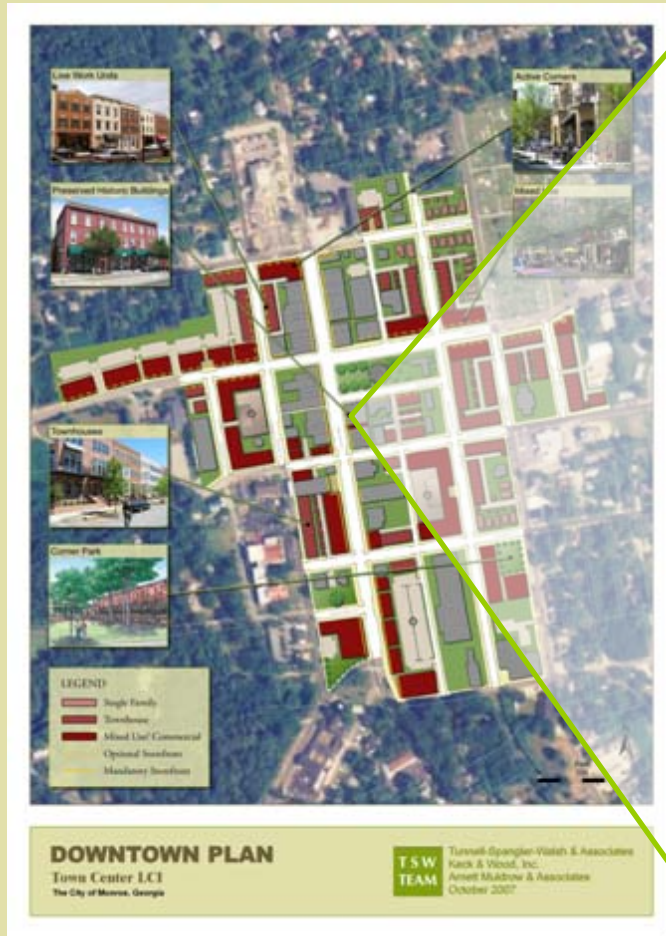 Live Work Units
Active Corners
Preserved Historic Buildings
Mixed Use
Townhouses
Corner Park
LEGEND
Single Family
Townhouse
Mixed Use/ Commercial
Optional Storefront
Mandatory Storefront
DOWNTOWN PLAN
Town Center LCI
The City of Monroe, Georgia
TSW
TEAM
Tunnell-Spangler-Walsh & Associates
Keck & Wood, Inc.
Arnett Muldrow & Associates
October 2007